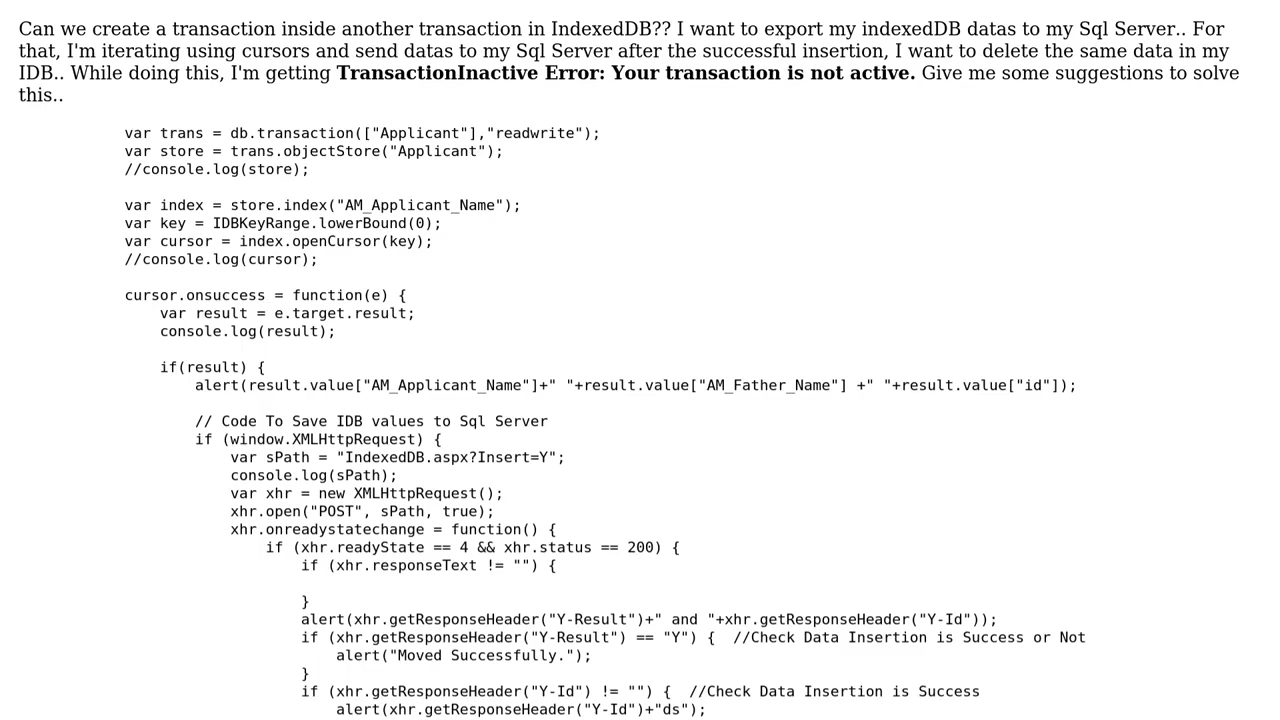 Can we create a transaction inside another transaction in IndexedDB?? I want to export my indexedDB datas to my Sql Server.. For
that, I'm iterating using cursors and send datas to my Sql Server after the successful insertion, I want to delete the same data in my
IDB.. While doing this, I'm getting TransactionInactive Error: Your transaction is not active. Give me some suggestions to solve
this..
var trans = db.transaction(["Applicant"],"readwrite");
var store = trans.objectStore("Applicant");
//console.log(store);
var index = store.index("AM_Applicant_Name");
var key = IDBKeyRange.lowerBound(0);
var cursor = index.openCursor(key);
//console.log(cursor);
cursor.onsuccess = function(e) {
    var result = e.target.result;
    console.log(result);
    if(result) {
        alert(result.value["AM_Applicant_Name"]+" "+result.value["AM_Father_Name"] +" "+result.value["id"]);
        // Code To Save IDB values to Sql Server
        if (window.XMLHttpRequest) {
            var sPath = "IndexedDB.aspx?Insert=Y";
            console.log(sPath);
            var xhr = new XMLHttpRequest();
            xhr.open("POST", sPath, true);
            xhr.onreadystatechange = function() {
                if (xhr.readyState == 4 && xhr.status == 200) {
                    if (xhr.responseText != "") {
                    }
                    alert(xhr.getResponseHeader("Y-Result")+" and "+xhr.getResponseHeader("Y-Id"));
                    if (xhr.getResponseHeader("Y-Result") == "Y") {  //Check Data Insertion is Success or Not
                        alert("Moved Successfully.");
                    }
                    if (xhr.getResponseHeader("Y-Id") != "") {  //Check Data Insertion is Success
                        alert(xhr.getResponseHeader("Y-Id")+"ds");